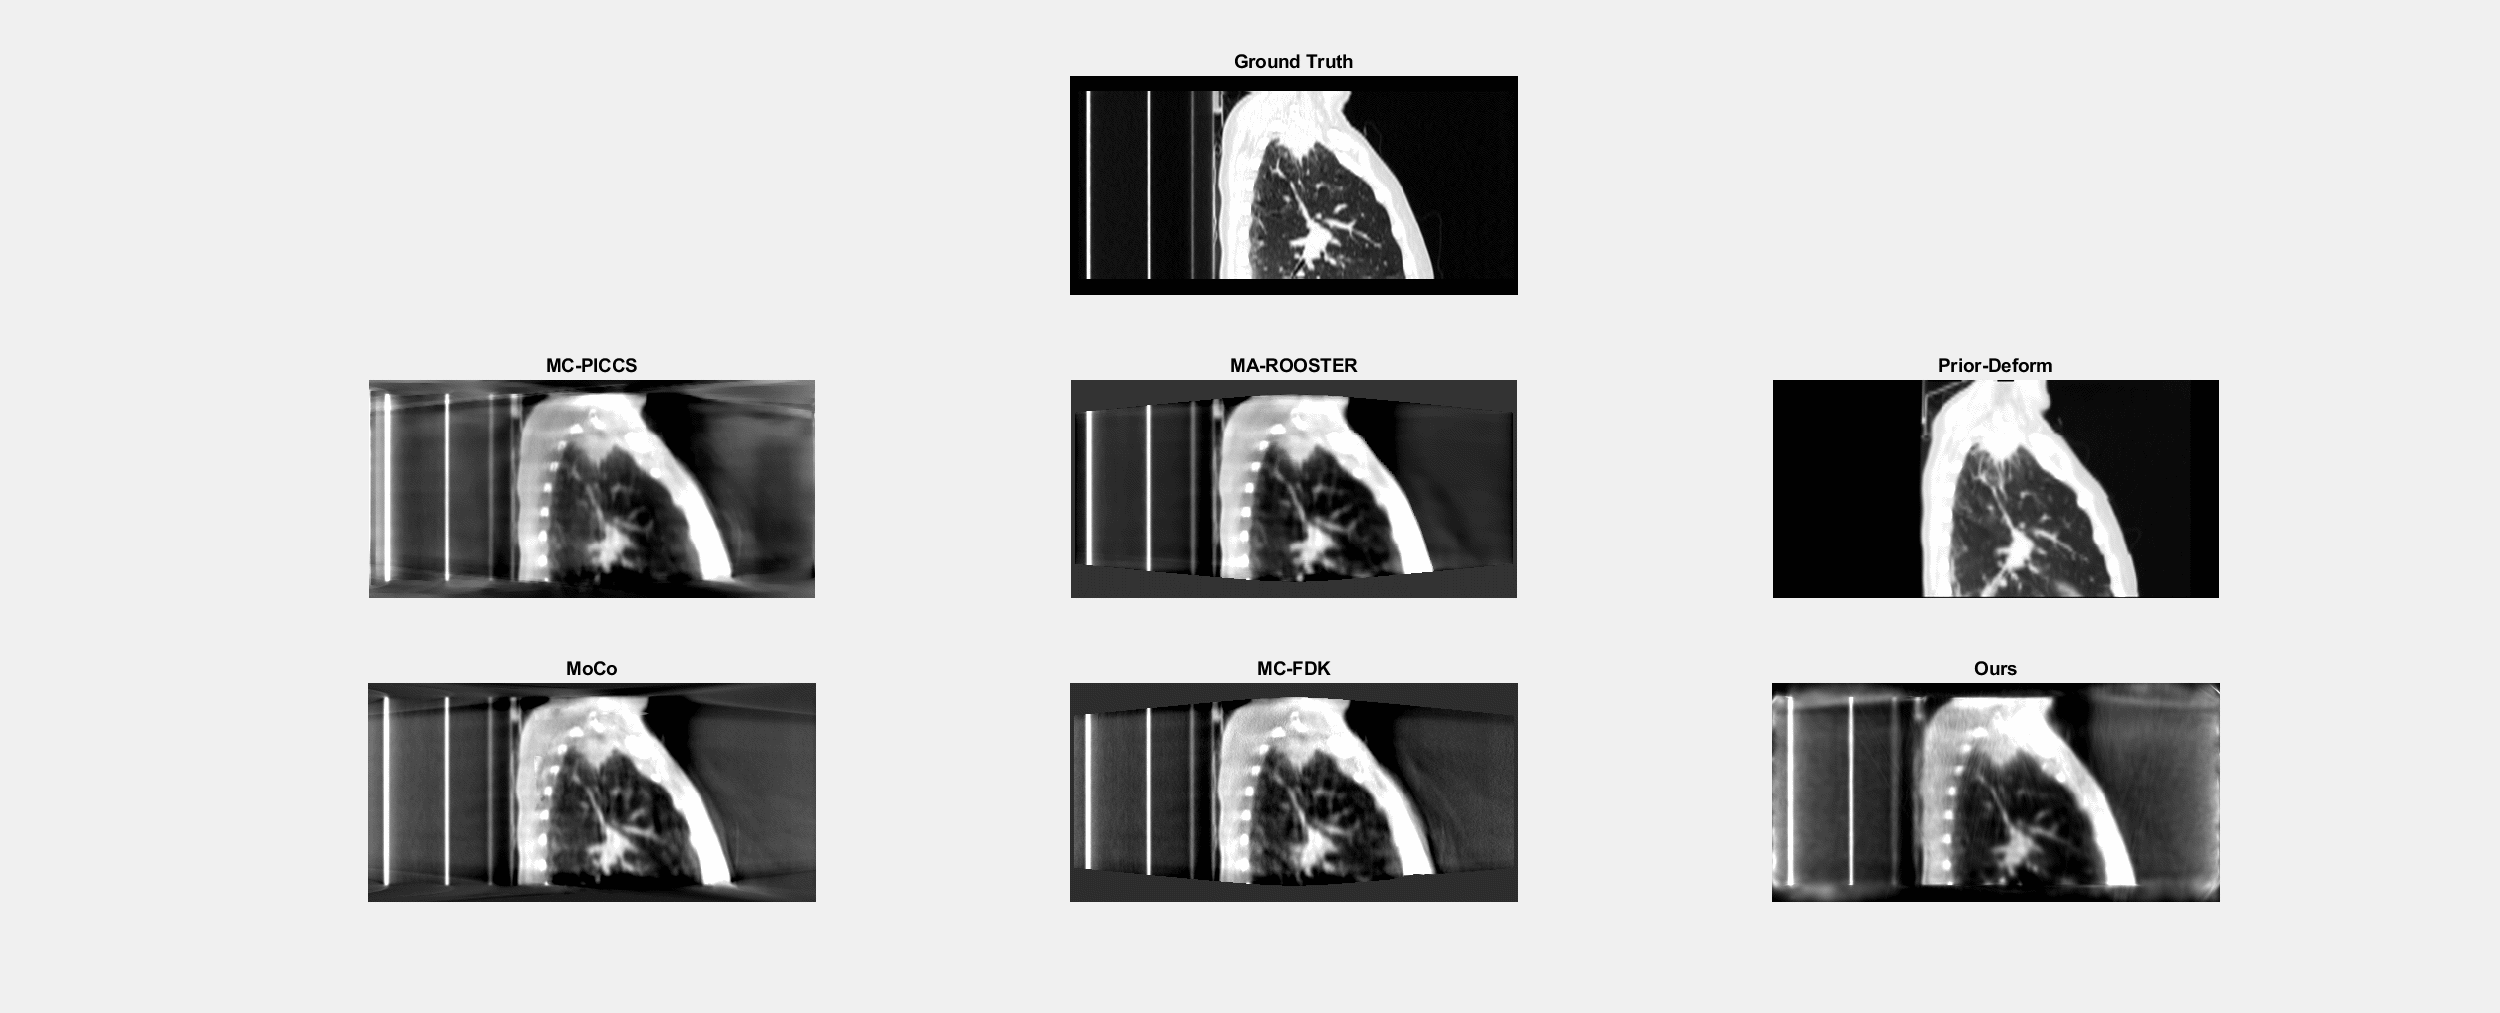 Ground Truth
MC-PICCS
MA-ROOSTER
Prior-Deform
MoCo
MC-FDK
Ours